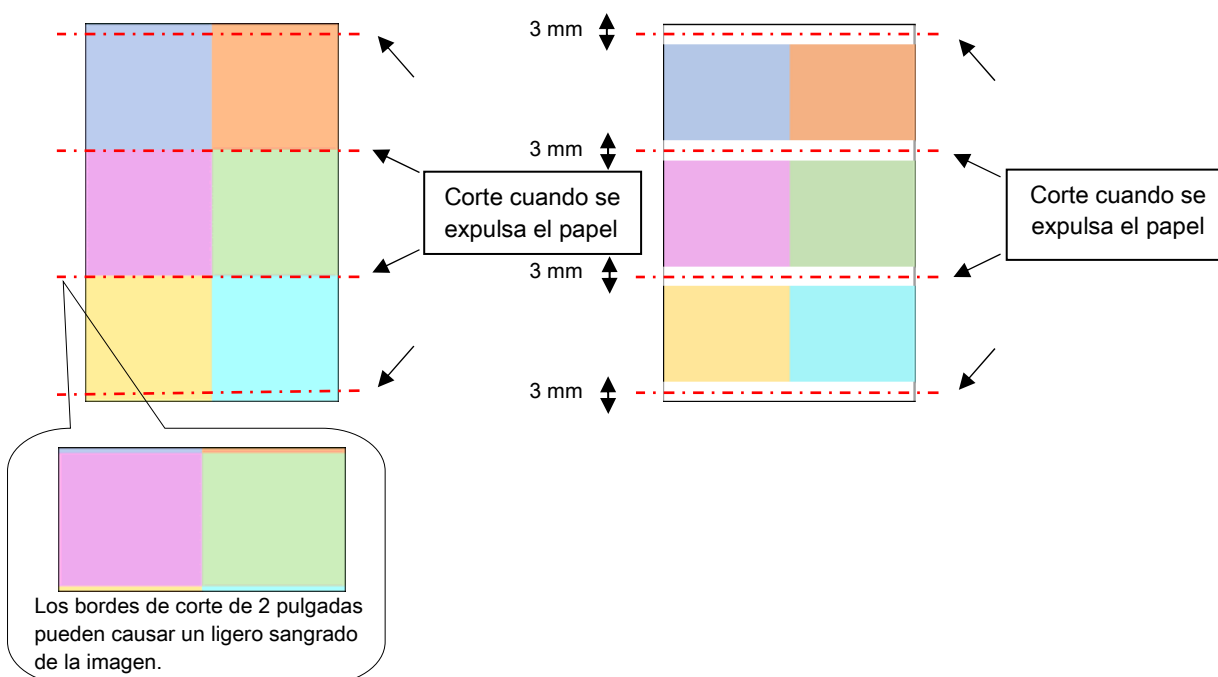 3 mm
3 mm
Corte cuando se
expulsa el papel
Corte cuando se
expulsa el papel
3 mm
3 mm
Los bordes de corte de 2 pulgadas
pueden causar un ligero sangrado
de la imagen.